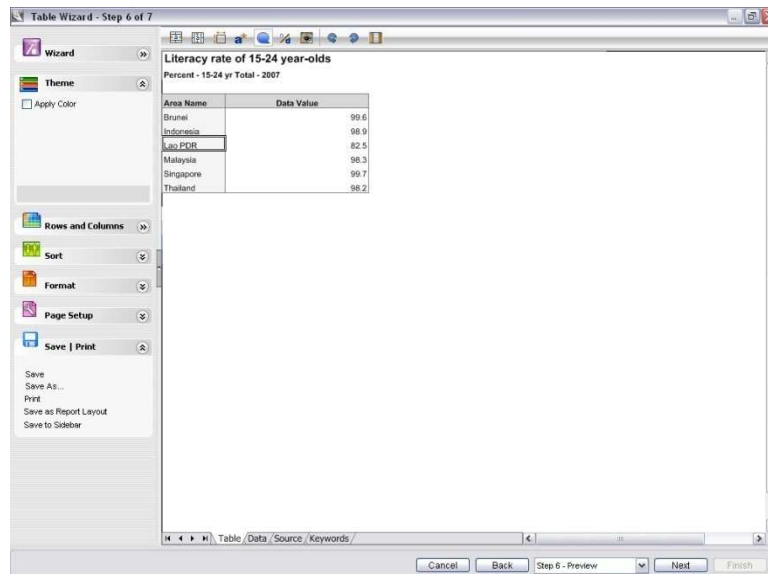 Table Wizard - Step 6 of 7
Wizard
Theme
Apply Color
Rows and Columns
Sort
Format
Page Setup
Save | Print
Save
Save As...
Print
Save as Report Layout
Save to Sidebar
Literacy rate of 15-24 year-olds
Percent - 15-24 yr Total - 2007
Area Name Data Value
Brunei 99.6
Indonesia 98.9
Lao PDR 82.5
Malaysia 98.3
Singapore 99.7
Thailand 98.2
Table / Data / Source / Keywords /
Cancel Back Step 6 - Preview Next Finish